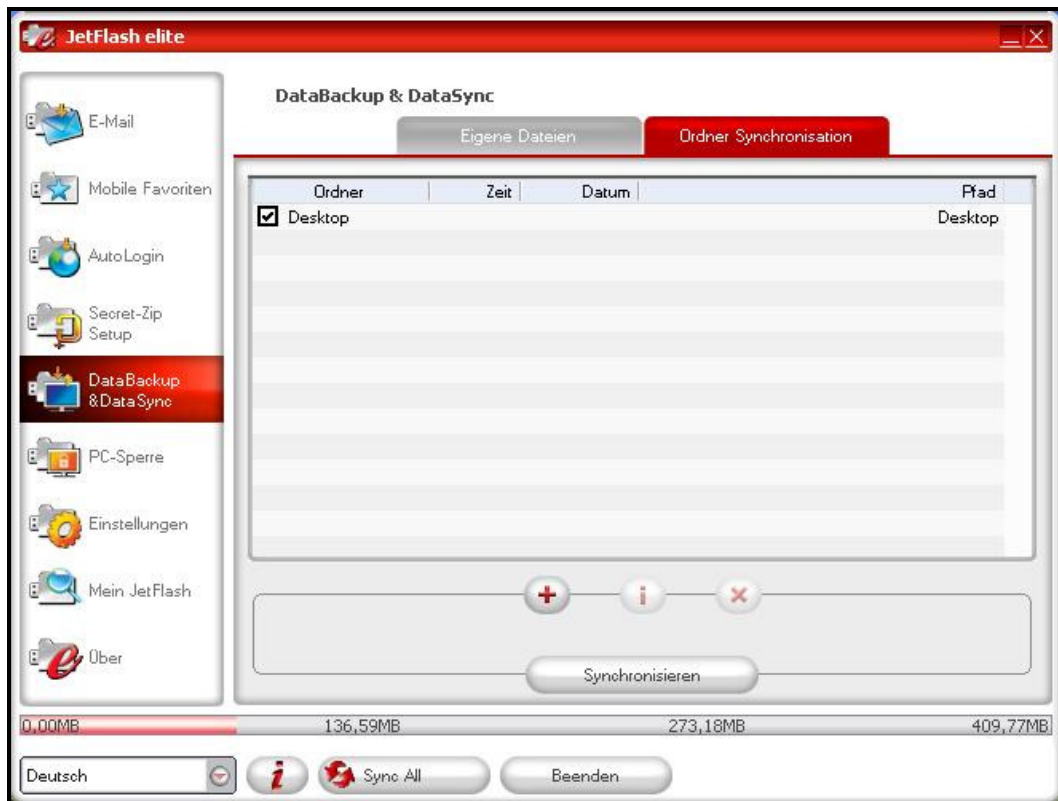 JetFlash elite
E-Mail
Mobile Favoriten
AutoLogin
Secret-Zip
Setup
DataBackup
&DataSync
PC-Sperre
Einstellungen
Mein JetFlash
Über
DataBackup & DataSync
Eigene Dateien
Ordner Synchronisation
Ordner Zeit Datum Pfad
Desktop Desktop
Synchronisieren
0,00MB 136,59MB 273,18MB 409,77MB
Deutsch
Sync All
Beenden